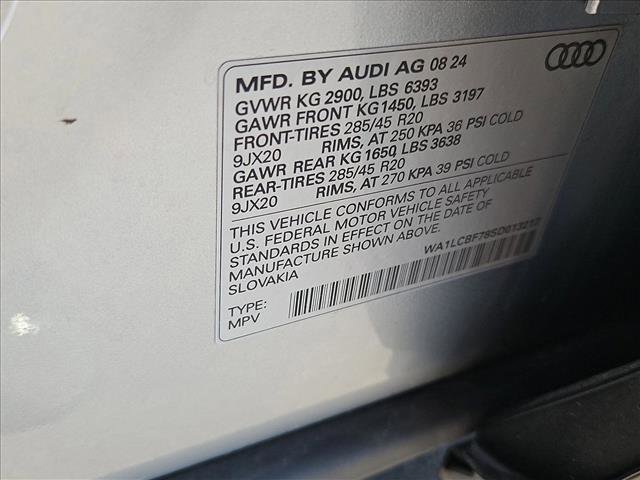 MFD. BY AUDI AG 08 24
GVWR KG 2900, LBS 6393
GAWR FRONT KG1450, LBS 3197
FRONT-TIRES 285/45 R20
9JX20 RIMS, AT 250 KPA 36 PSI COLD
GAWR REAR KG 1650, LBS 3638
REAR-TIRES 285/45 R20
9JX20 RIMS, AT 270 KPA 39 PSI COLD
THIS VEHICLE CONFORMS TO ALL APPLICABLE
U.S. FEDERAL MOTOR VEHICLE SAFETY
STANDARDS IN EFFECT ON THE DATE OF
MANUFACTURE SHOWN ABOVE.
SLOVAKIA
WA1LCBF78SD013217
TYPE:
MPV